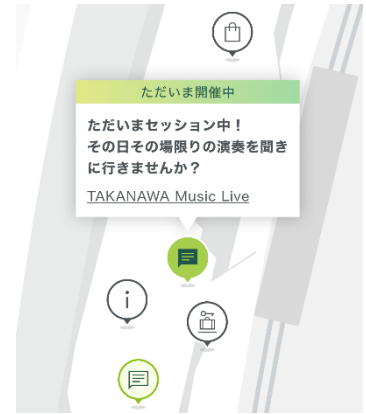 ただいま開催中
ただいまセッション中！
その日その場限りの演奏を聞き
に行きませんか？
TAKANAWA Music Live
i